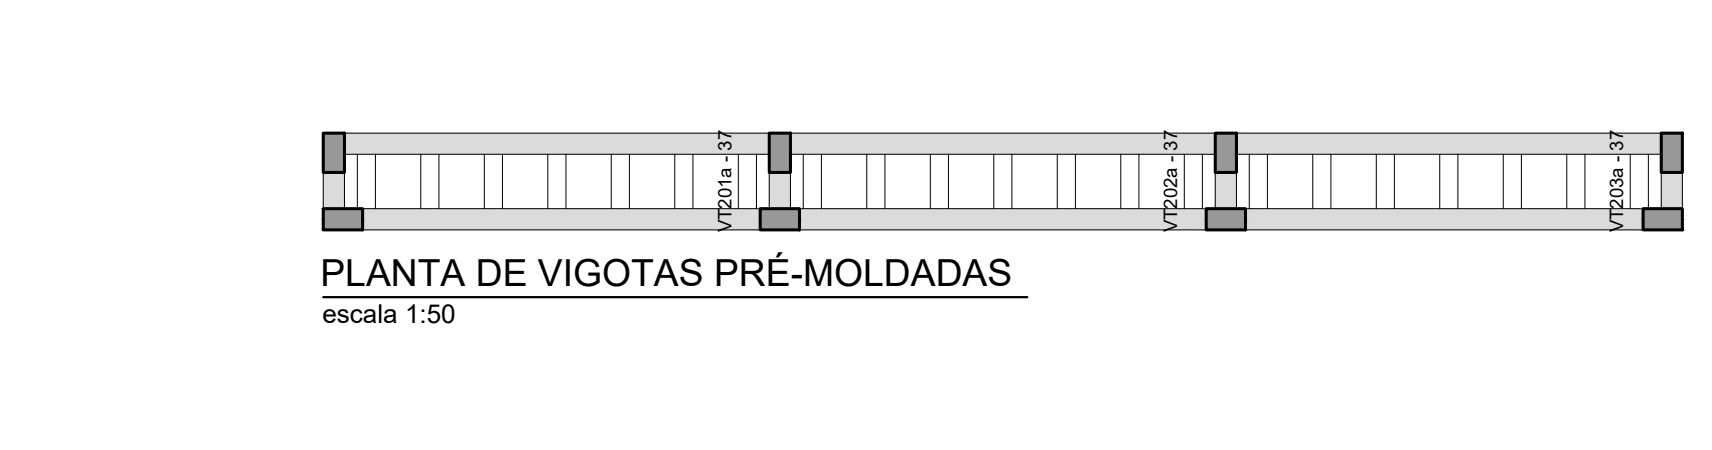 VT201a - 37
VT202a - 37
VT203a - 37
PLANTA DE VIGOTAS PRÉ-MOLDADAS
escala 1:50